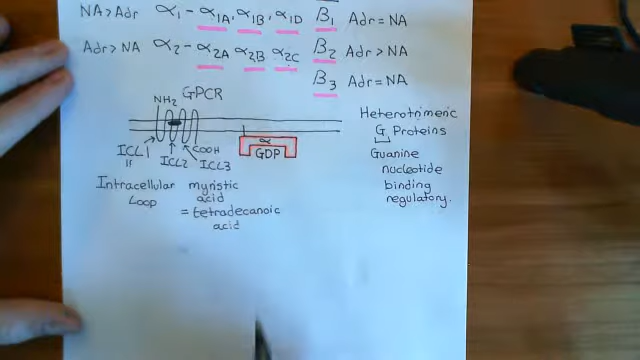 NA > Adr α1 - α1A, α1B, α1D β1 Adr = NA
Adr > NA α2 - α2A α2B α2C β2 Adr > NA
β3 Adr = NA
GPCR
NH2
Heterotrimeric
G Proteins
α
GDP
COOH
ICL1
ICL2
ICL3
Guanine
nucleotide
binding
regulatory.
Intracellular
Loop
myristic
acid
= tetradecanoic
acid